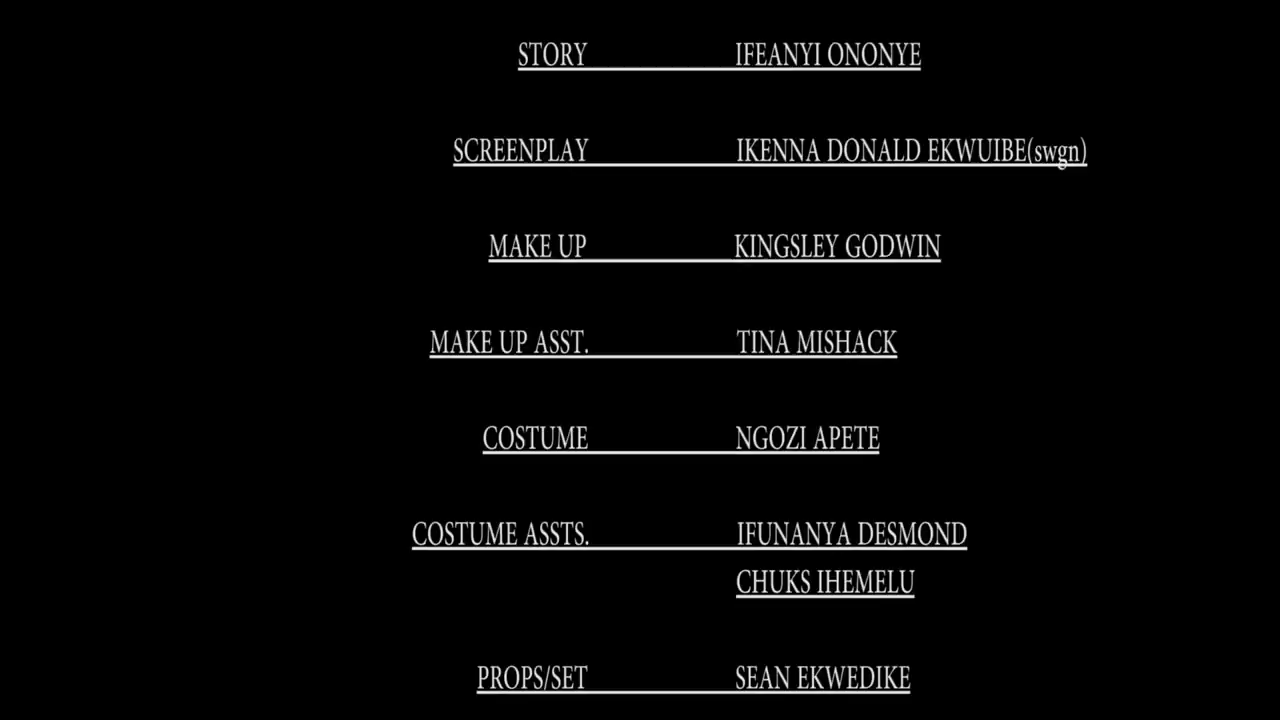 STORY IFEANYI ONONYE
SCREENPLAY IKENNA DONALD EKWUIBE(swgn)
MAKE UP KINGSLEY GODWIN
MAKE UP ASST. TINA MISHACK
COSTUME NGOZI APETE
COSTUME ASSTS. IFUNANYA DESMOND
CHUKS IHEMELU
PROPS/SET SEAN EKWEDIKE